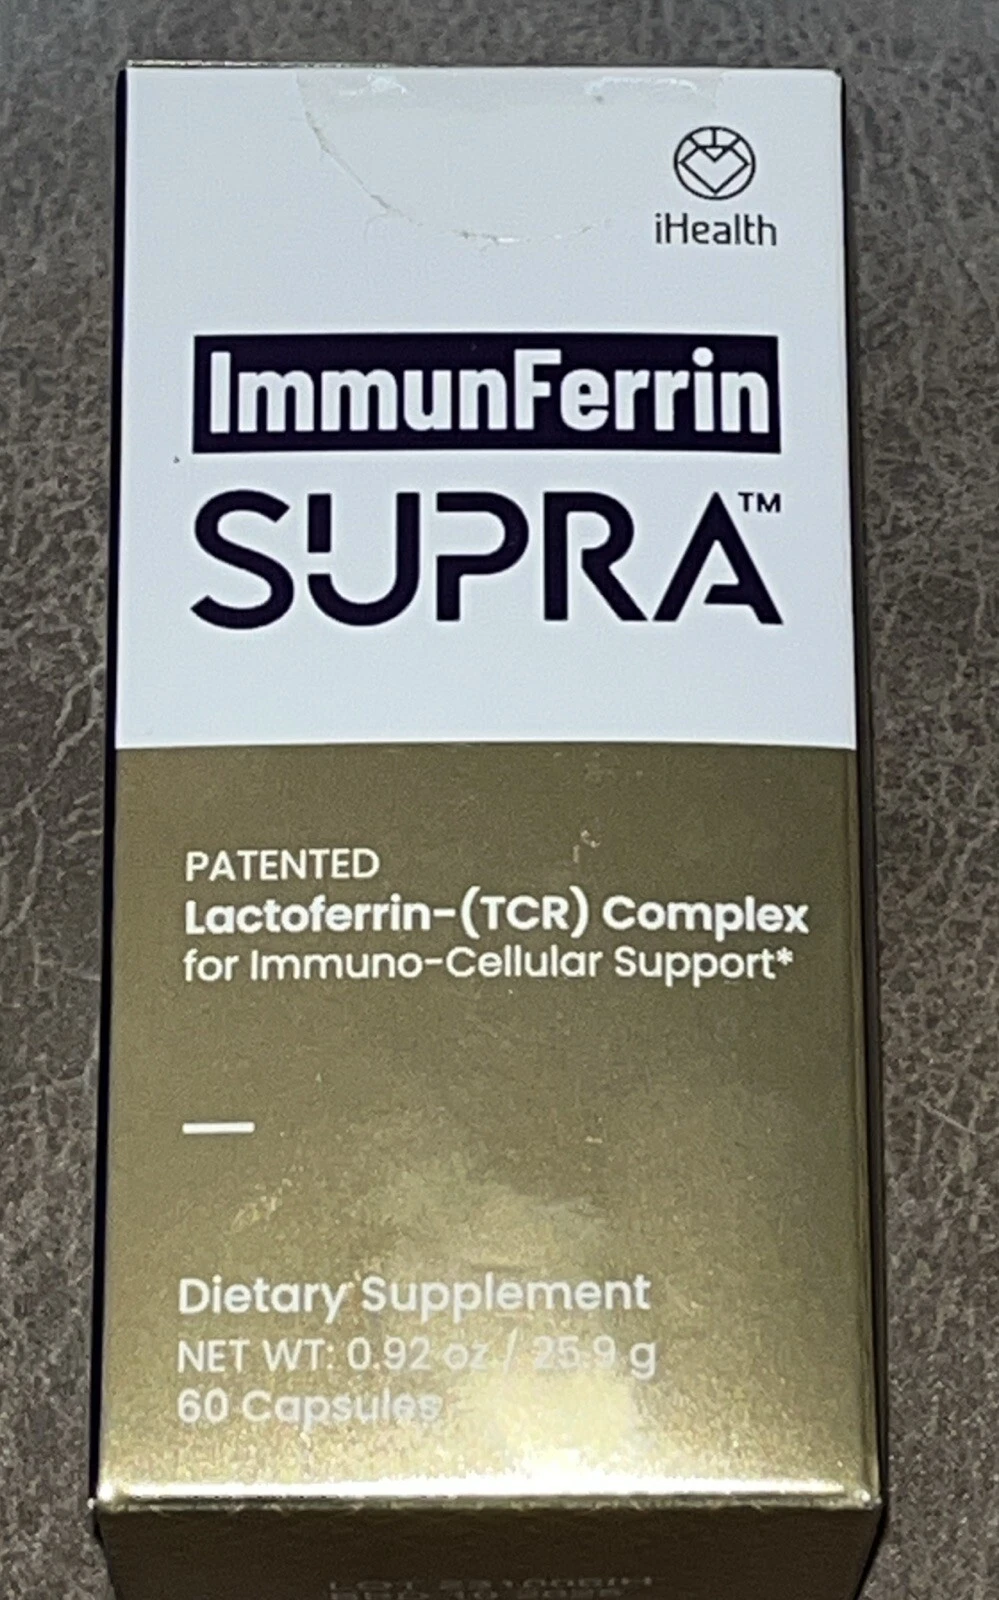 iHealth
ImmunFerrin
SUPRA™
PATENTED
Lactoferrin-(TCR) Complex
for Immuno-Cellular Support*
Dietary Supplement
NET WT: 0.92 oz / 25.9 g
60 Capsules